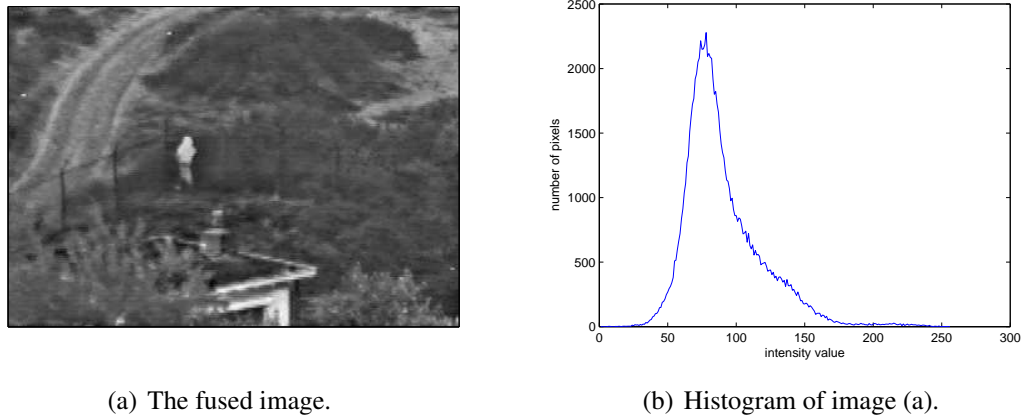 2500
2000
1500
1000
500
0
number of pixels
0 50 100 150 200 250 300
intensity value
(a) The fused image.
(b) Histogram of image (a).